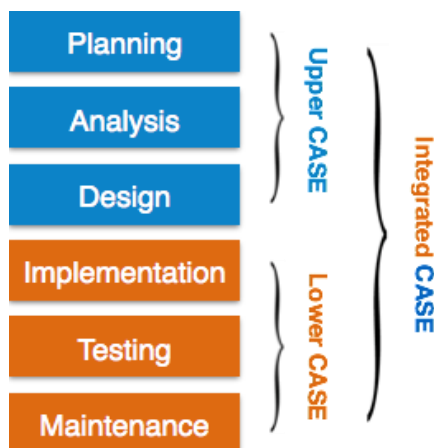 Planning
Analysis
Design
Implementation
Testing
Maintenance
Upper CASE
Lower CASE
Integrated CASE